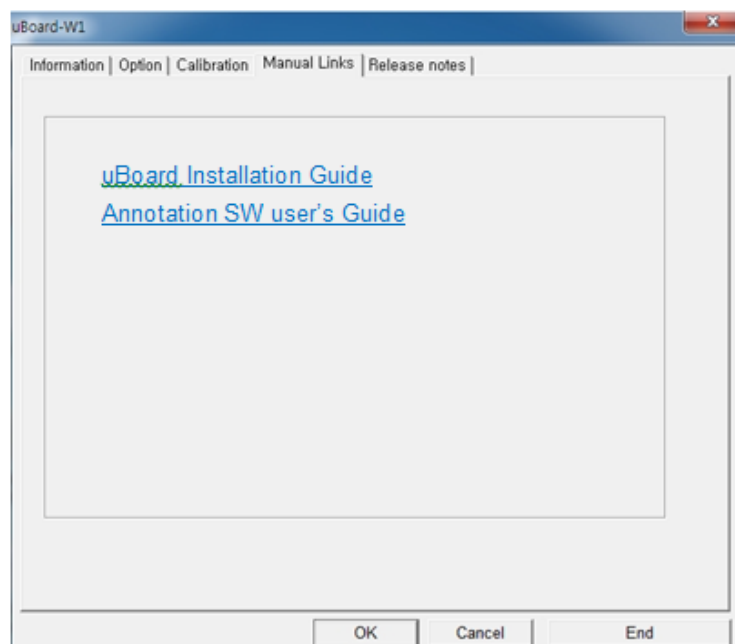 uBoard-W1
Information | Option | Calibration | Manual Links | Release notes |
uBoard Installation Guide
Annotation SW user's Guide
OK Cancel End